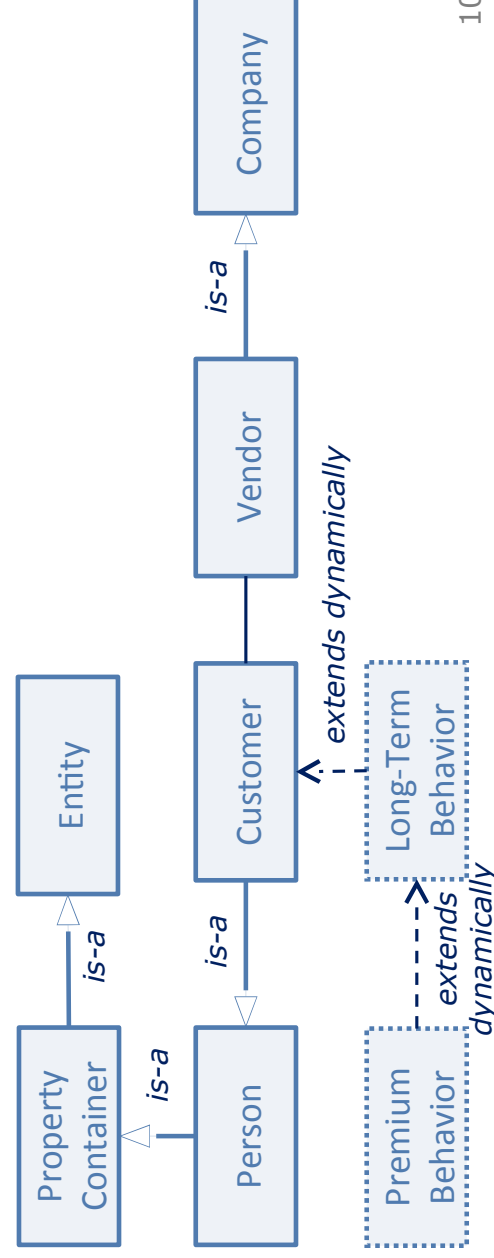 Property
Container
is-a
Entity
is-a
Person
is-a
Customer
Vendor
is-a
Company
extends dynamically
Premium
Behavior
extends
dynamically
Long-Term
Behavior
10